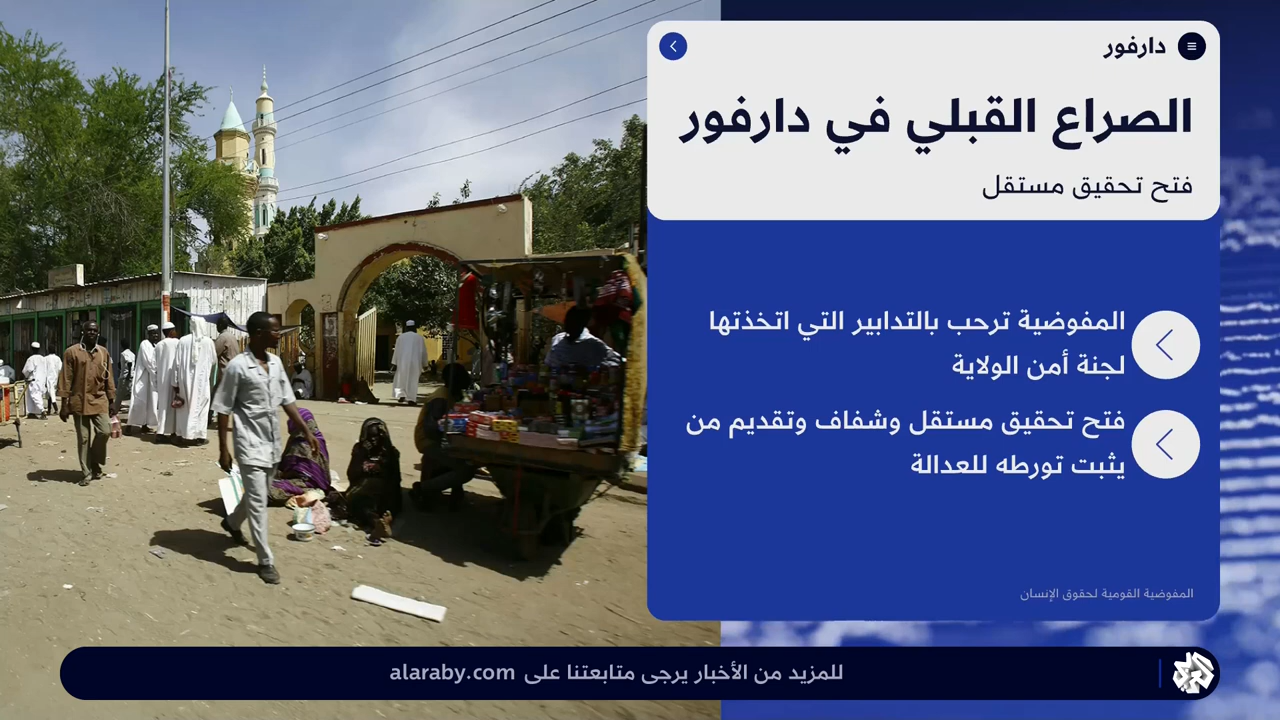 دارفور
الصراع القبلي في دارفور
فتح تحقيق مستقل
المفوضية ترحب بالتدابير التي اتخذتها
لجنة أمن الولاية
فتح تحقيق مستقل وشفاف وتقديم من
يثبت تورطه للعدالة
المفوضية القومية لحقوق الإنسان
للمزيد من الأخبار يرجى متابعتنا على alaraby.com